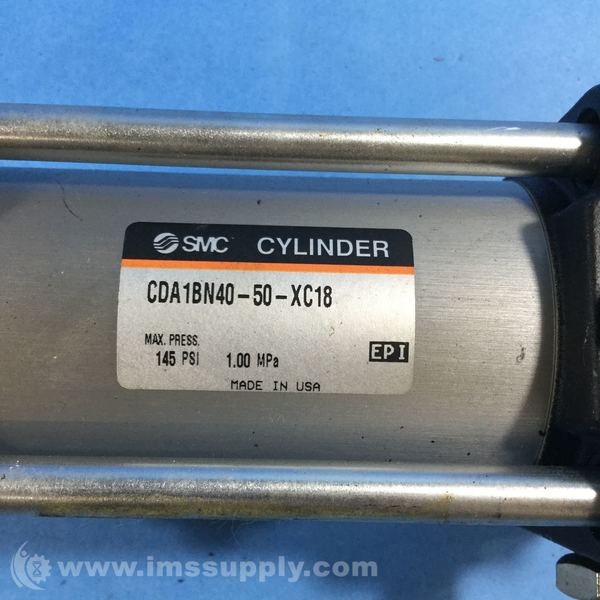 SMC CYLINDER
CDA1BN40-50-XC18
MAX. PRESS.
145 PSI 1.00 MPa
EPI
MADE IN USA
www.imssupply.com